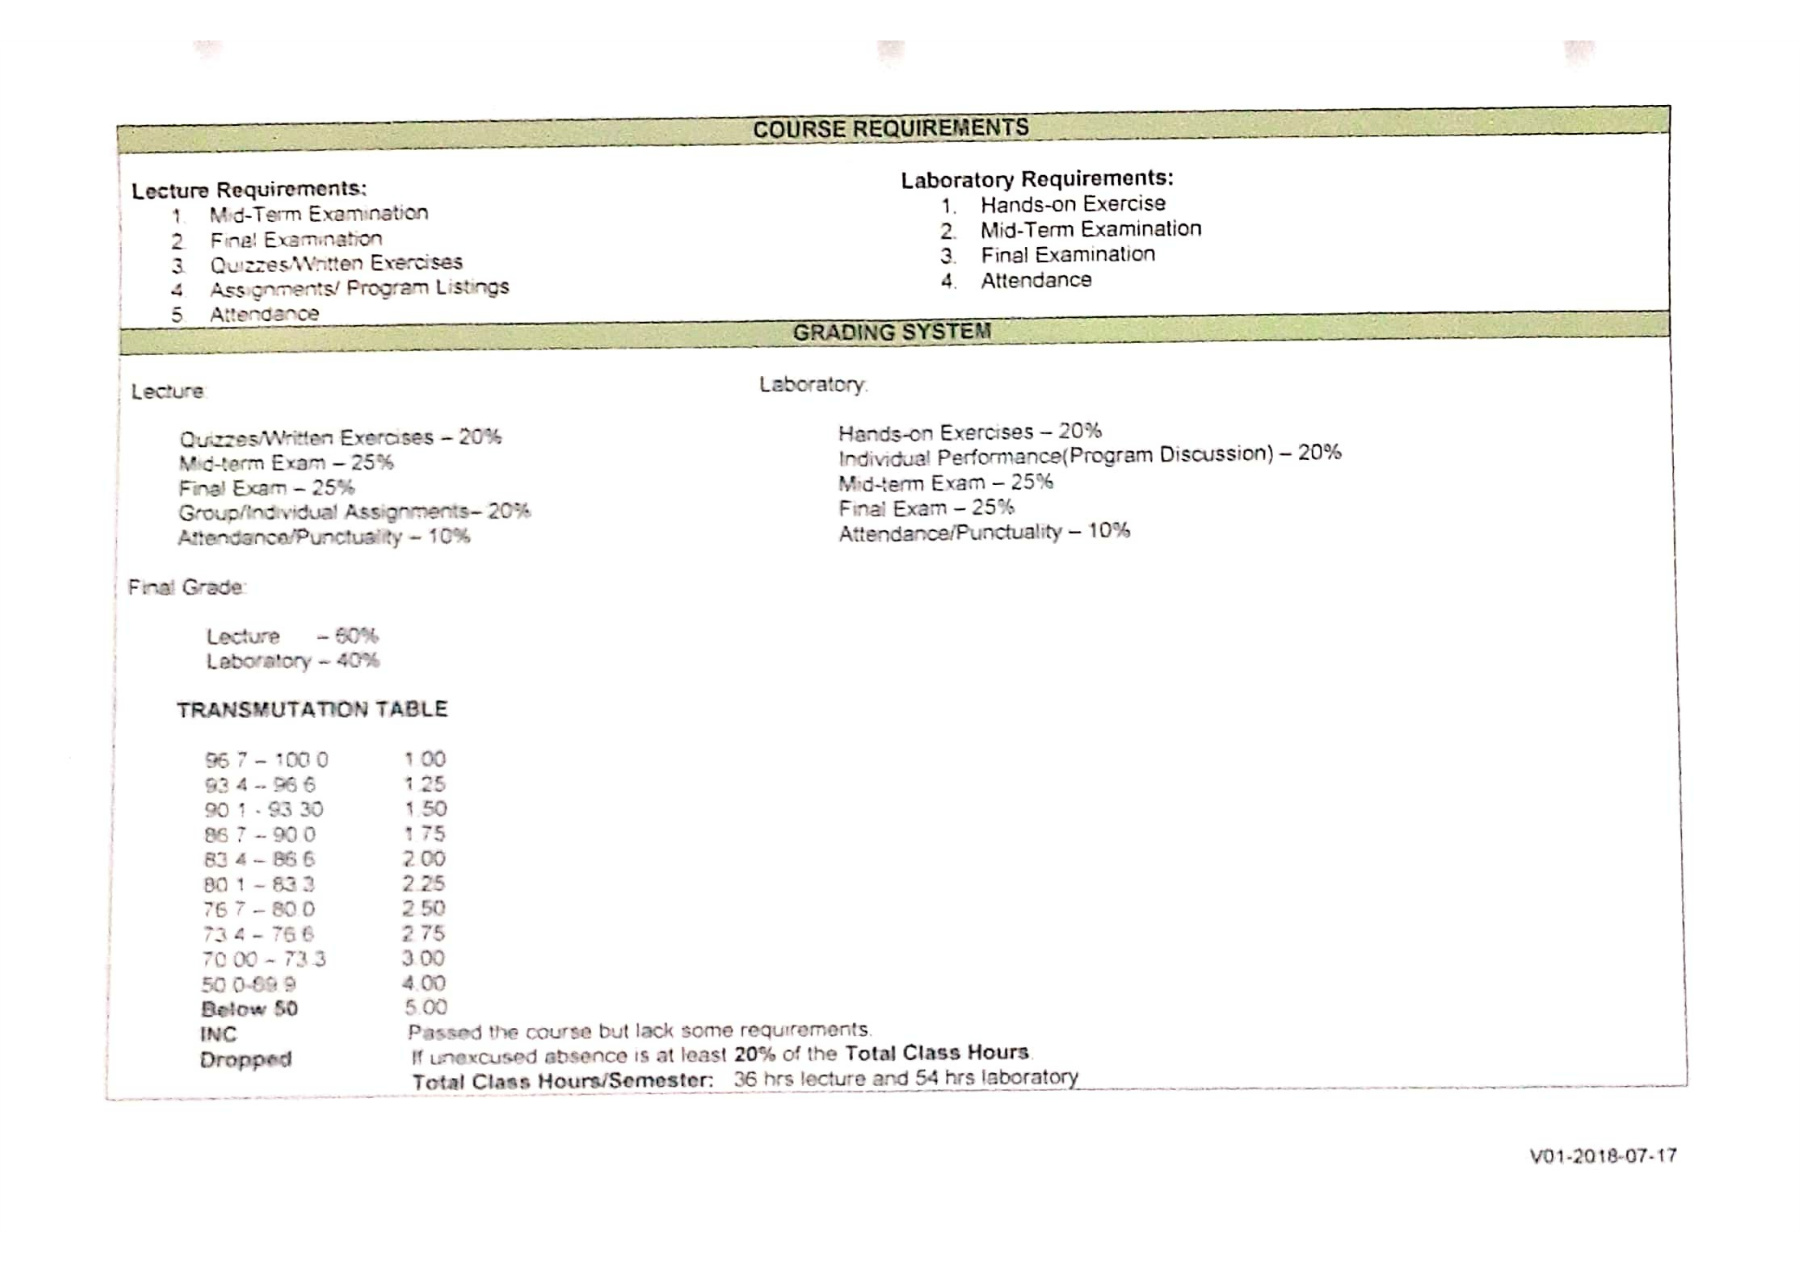 COURSE REQUIREMENTS
Lecture Requirements:
1. Mid-Term Examination
2. Final Examination
3. Quizzes/Written Exercises
4. Assignments/ Program Listings
5. Attendance
Laboratory Requirements:
1. Hands-on Exercise
2. Mid-Term Examination
3. Final Examination
4. Attendance
GRADING SYSTEM
Lecture:
Quizzes/Written Exercises – 20%
Mid-term Exam – 25%
Final Exam – 25%
Group/Individual Assignments– 20%
Attendance/Punctuality – 10%
Laboratory:
Hands-on Exercises – 20%
Individual Performance(Program Discussion) – 20%
Mid-term Exam – 25%
Final Exam – 25%
Attendance/Punctuality – 10%
Final Grade:
Lecture – 60%
Laboratory – 40%
TRANSMUTATION TABLE
96.7 – 100.0 1.00
93.4 – 96.6 1.25
90.1 - 93.30 1.50
86.7 – 90.0 1.75
83.4 – 86.6 2.00
80.1 – 83.3 2.25
76.7 – 80.0 2.50
73.4 – 76.6 2.75
70.00 – 73.3 3.00
50.0-69.9 4.00
Below 50 5.00
INC Passed the course but lack some requirements.
Dropped If unexcused absence is at least 20% of the Total Class Hours.
Total Class Hours/Semester: 36 hrs lecture and 54 hrs laboratory
V01-2018-07-17